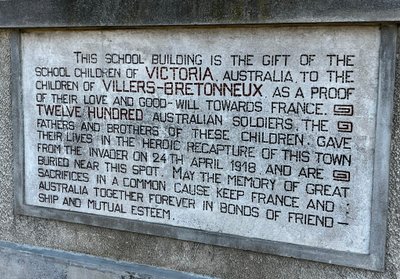 THIS SCHOOL BUILDING IS THE GIFT OF THE
SCHOOL CHILDREN OF VICTORIA, AUSTRALIA, TO THE
CHILDREN OF VILLERS-BRETONNEUX AS A PROOF
OF THEIR LOVE AND GOOD-WILL TOWARDS FRANCE.
TWELVE HUNDRED AUSTRALIAN SOLDIERS, THE
FATHERS AND BROTHERS OF THESE CHILDREN, GAVE
THEIR LIVES IN THE HEROIC RECAPTURE OF THIS TOWN
FROM THE INVADER ON 24TH APRIL 1918, AND ARE
BURIED NEAR THIS SPOT. MAY THE MEMORY OF GREAT
SACRIFICES IN A COMMON CAUSE KEEP FRANCE AND
AUSTRALIA TOGETHER FOREVER IN BONDS OF FRIEND-
SHIP AND MUTUAL ESTEEM.